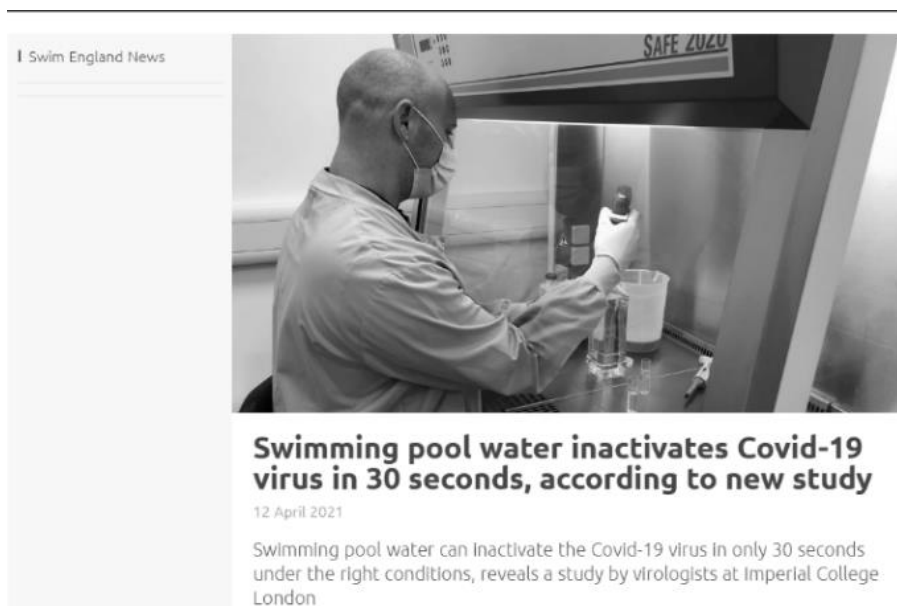 Swim England News
SAFE 2020
Swimming pool water inactivates Covid-19
virus in 30 seconds, according to new study
12 April 2021
Swimming pool water can inactivate the Covid-19 virus in only 30 seconds
under the right conditions, reveals a study by virologists at Imperial College
London